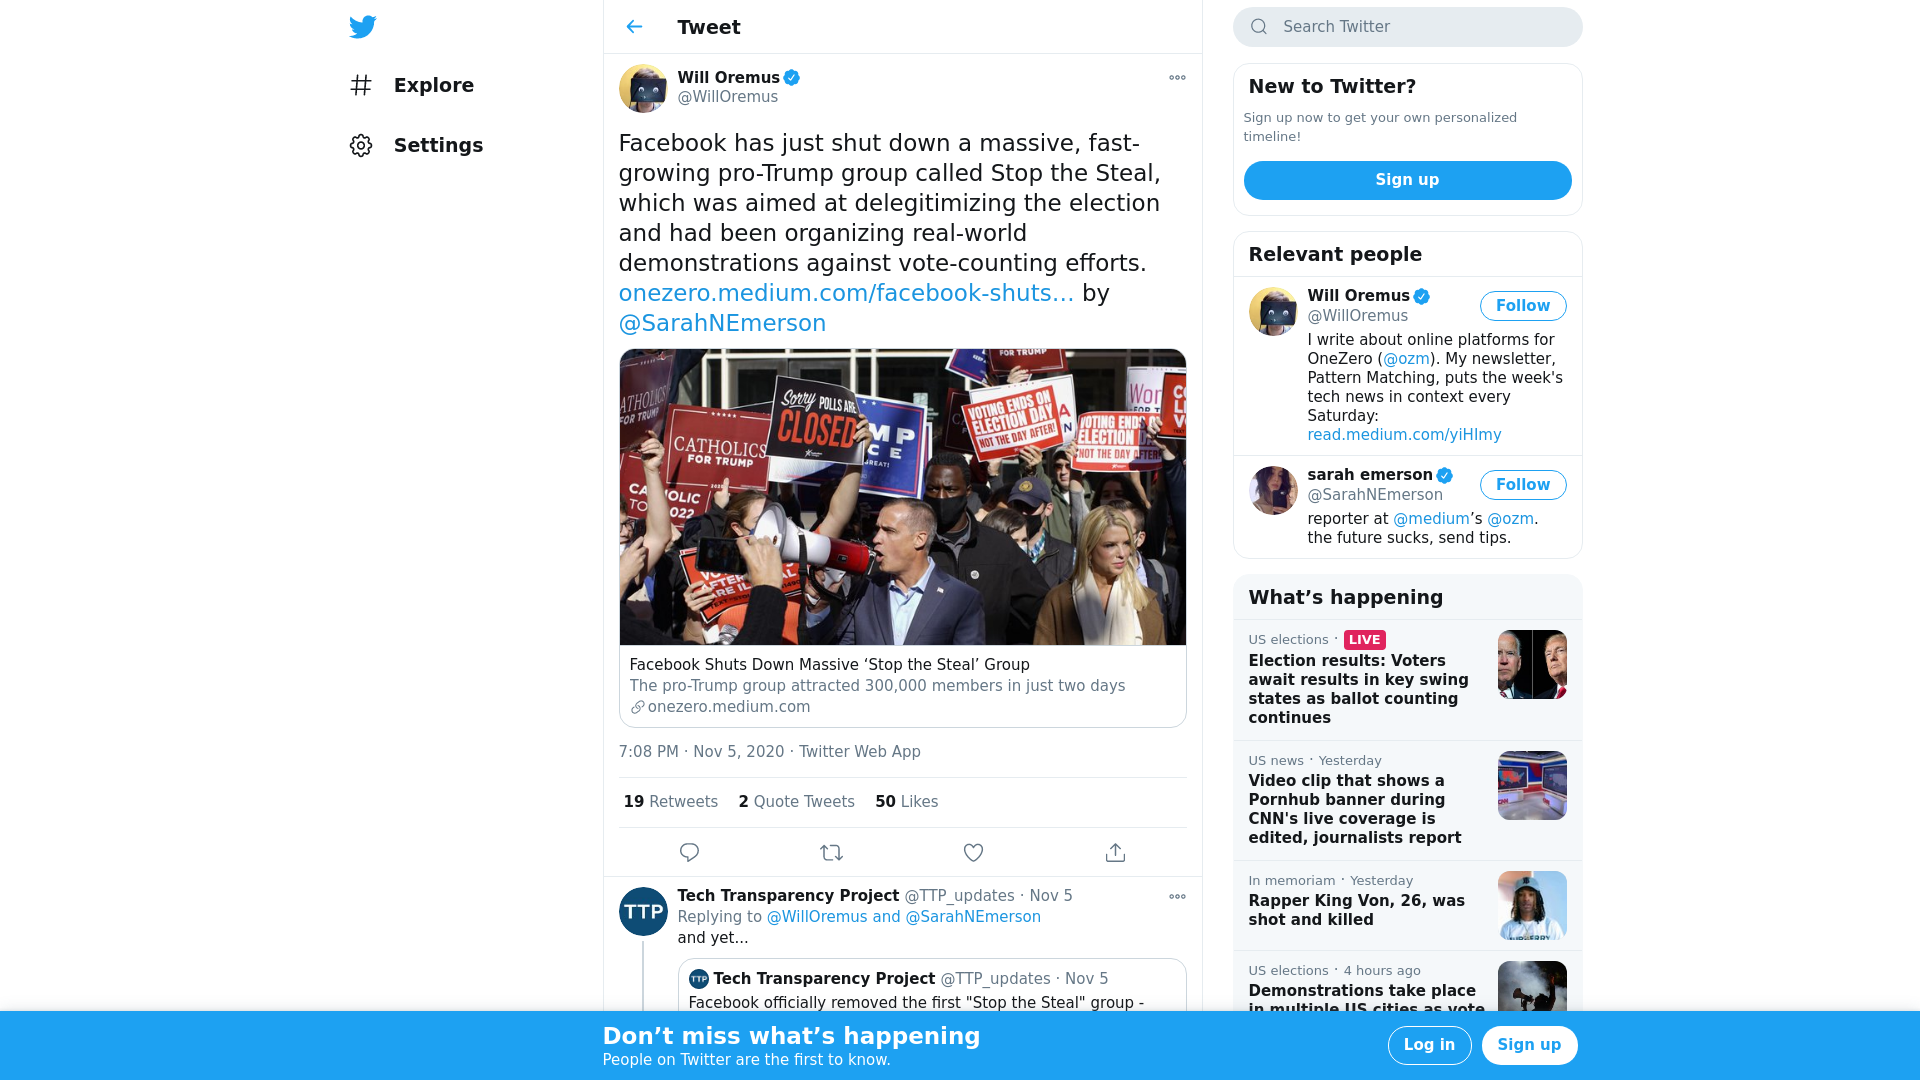 Tweet
Search Twitter
Explore
Settings
Will Oremus
@WillOremus
Facebook has just shut down a massive, fast-
growing pro-Trump group called Stop the Steal,
which was aimed at delegitimizing the election
and had been organizing real-world
demonstrations against vote-counting efforts.
onezero.medium.com/facebook-shuts… by
@SarahNEmerson
CATHOLICS
FOR TRUMP
Sorry POLLS ARE
CLOSED
VOTING ENDS ON
ELECTION DAY
NOT THE DAY AFTER!
FOR TRUMP
CATHOLICS
FOR TRUMP
VOTING ENDS
ELECTION
NOT THE DAY AFTER
Facebook Shuts Down Massive ‘Stop the Steal’ Group
The pro-Trump group attracted 300,000 members in just two days
onezero.medium.com
7:08 PM · Nov 5, 2020 · Twitter Web App
19 Retweets 2 Quote Tweets 50 Likes
TTP
Tech Transparency Project @TTP_updates · Nov 5
Replying to @WillOremus and @SarahNEmerson
and yet...
TTP Tech Transparency Project @TTP_updates · Nov 5
Facebook officially removed the first "Stop the Steal" group -
New to Twitter?
Sign up now to get your own personalized
timeline!
Sign up
Relevant people
Will Oremus
@WillOremus
Follow
I write about online platforms for
OneZero (@ozm). My newsletter,
Pattern Matching, puts the week's
tech news in context every
Saturday:
read.medium.com/yiHImy
sarah emerson
@SarahNEmerson
Follow
reporter at @medium’s @ozm.
the future sucks, send tips.
What’s happening
US elections · LIVE
Election results: Voters
await results in key swing
states as ballot counting
continues
US news · Yesterday
Video clip that shows a
Pornhub banner during
CNN's live coverage is
edited, journalists report
In memoriam · Yesterday
Rapper King Von, 26, was
shot and killed
US elections · 4 hours ago
Demonstrations take place
in multiple US cities as vote
Don’t miss what’s happening
People on Twitter are the first to know.
Log in
Sign up